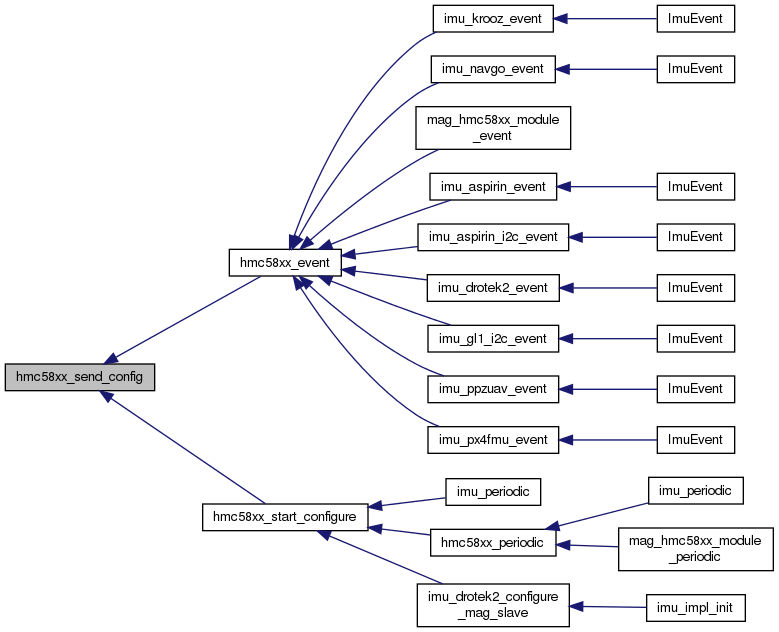 imu_krooz_event
ImuEvent
imu_navgo_event
ImuEvent
mag_hmc58xx_module
_event
imu_aspirin_event
ImuEvent
imu_aspirin_i2c_event
ImuEvent
hmc58xx_event
imu_drotek2_event
ImuEvent
imu_gl1_i2c_event
ImuEvent
hmc58xx_send_config
imu_ppzuav_event
ImuEvent
imu_px4fmu_event
ImuEvent
hmc58xx_start_configure
imu_periodic
imu_periodic
hmc58xx_periodic
mag_hmc58xx_module
_periodic
imu_drotek2_configure
_mag_slave
imu_impl_init